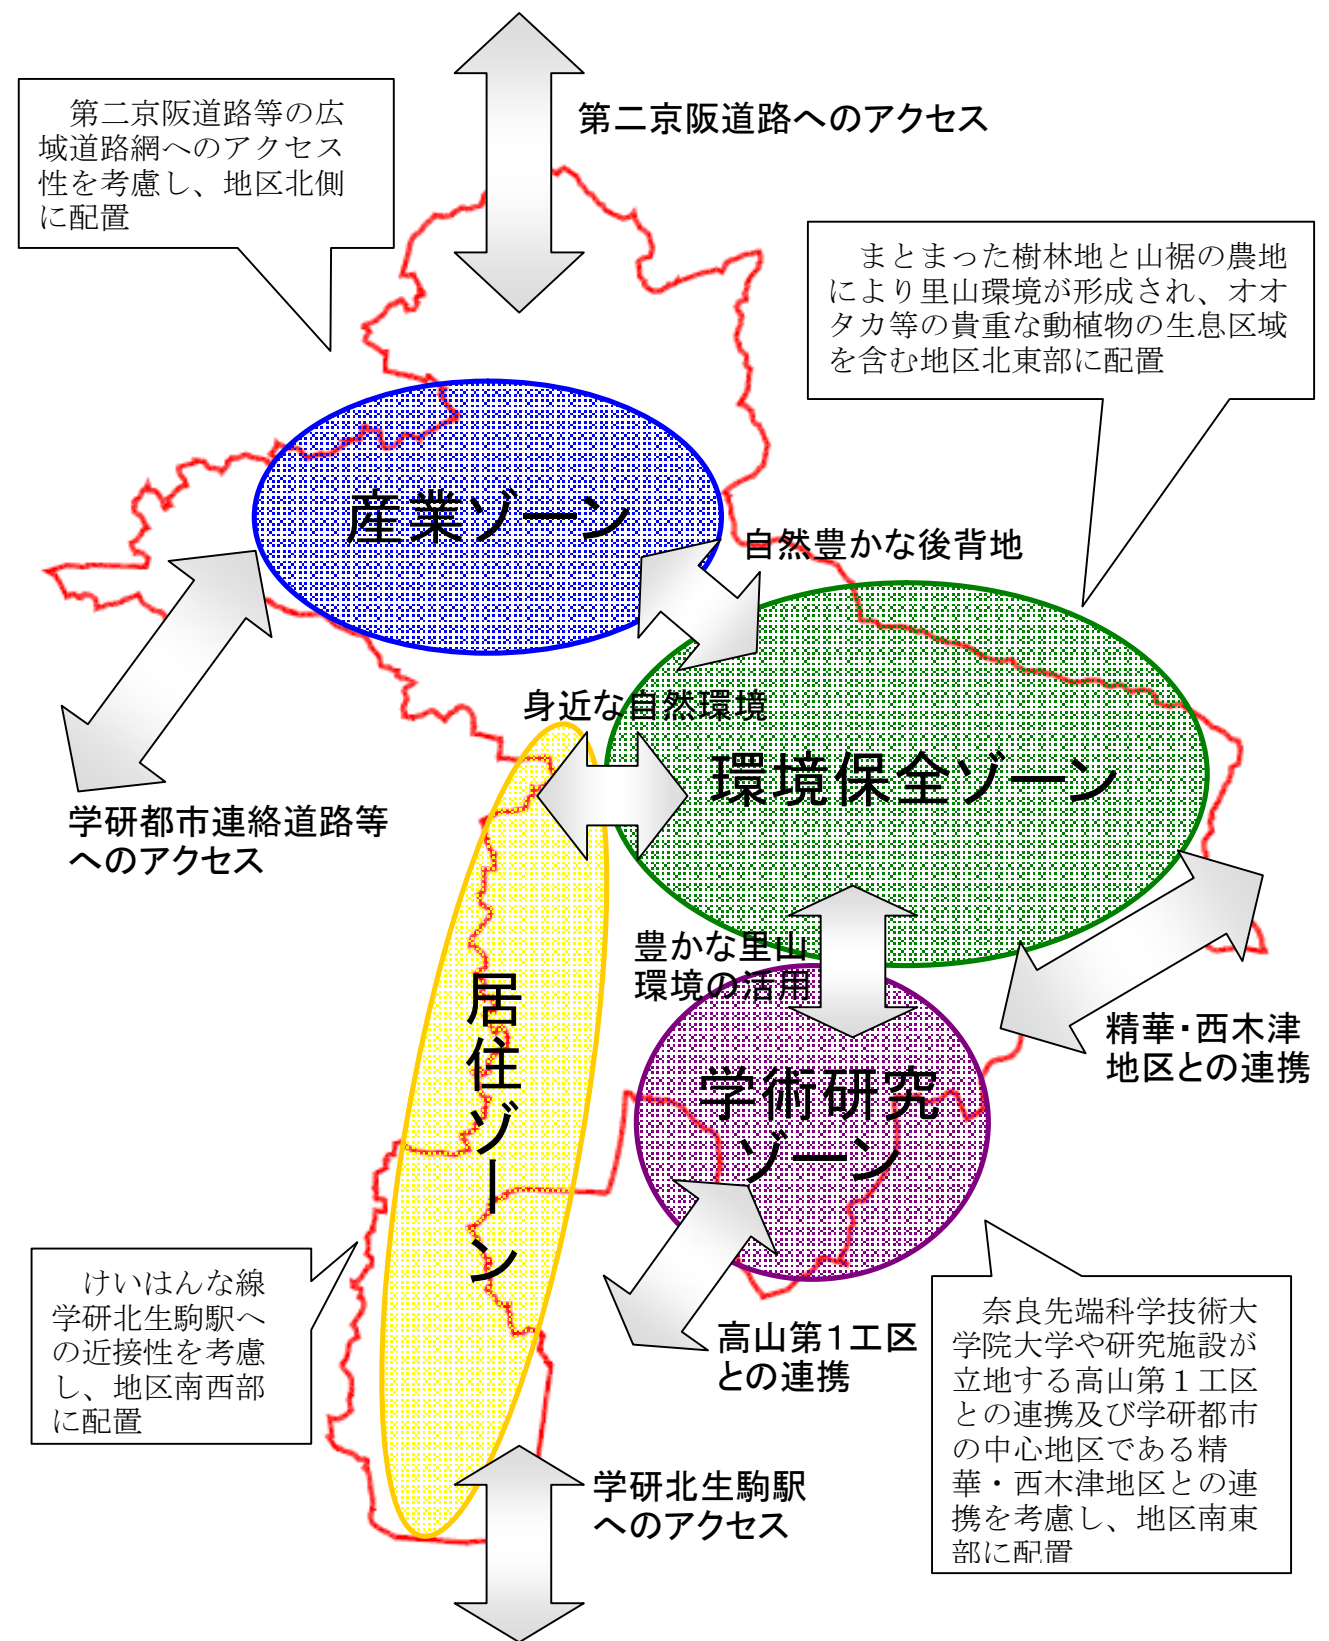 第二京阪道路等の広
域道路網へのアクセス
性を考慮し、地区北側
に配置
第二京阪道路へのアクセス
まとまった樹林地と山裾の農地
により里山環境が形成され、オオ
タカ等の貴重な動植物の生息区域
を含む地区北東部に配置
産業ゾーン
自然豊かな後背地
身近な自然環境
環境保全ゾーン
学研都市連絡道路等
へのアクセス
豊かな里山
環境の活用
居住ゾーン
精華・西木津
地区との連携
学術研究
ゾーン
けいはんな線
学研北生駒駅へ
の近接性を考慮
し、地区南西部
に配置
高山第1工区
との連携
奈良先端科学技術大
学院大学や研究施設が
立地する高山第１工区
との連携及び学研都市
の中心地区である精
華・西木津地区との連
携を考慮し、地区南東
部に配置
学研北生駒駅
へのアクセス